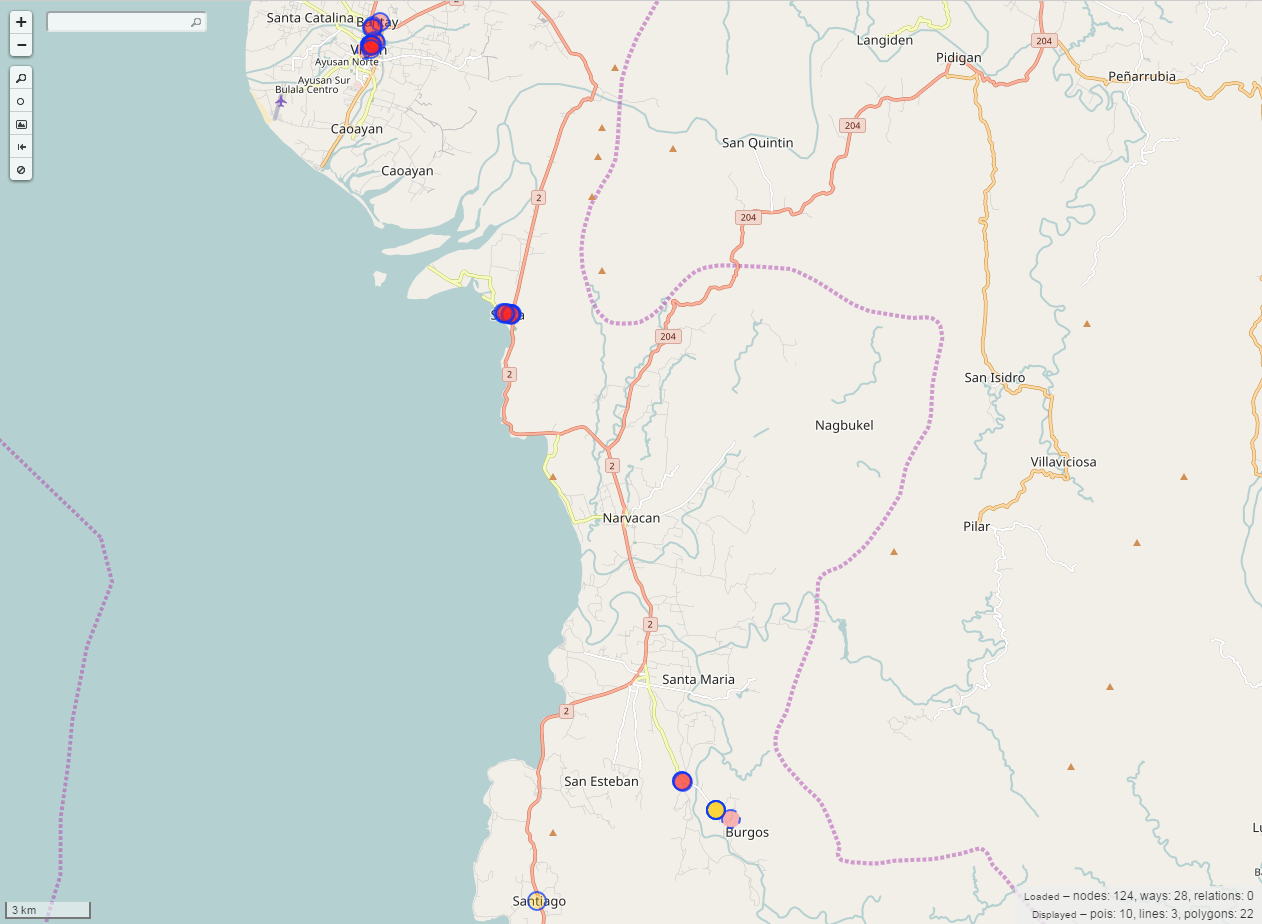 +
−
Santa Catalina
Bantay
2
Vigan
Ayusan Norte
Ayusan Sur
Bulala Centro
Caoayan
Caoayan
Langiden
204
Pidigan
Peñarrubia
204
San Quintin
2
204
2
204
San Isidro
Nagbukel
2
Villaviciosa
Narvacan
Pilar
2
Santa Maria
2
San Esteban
Burgos
Santiago
3 km
Loaded – nodes: 124, ways: 28, relations: 0
Displayed – pois: 10, lines: 3, polygons: 22